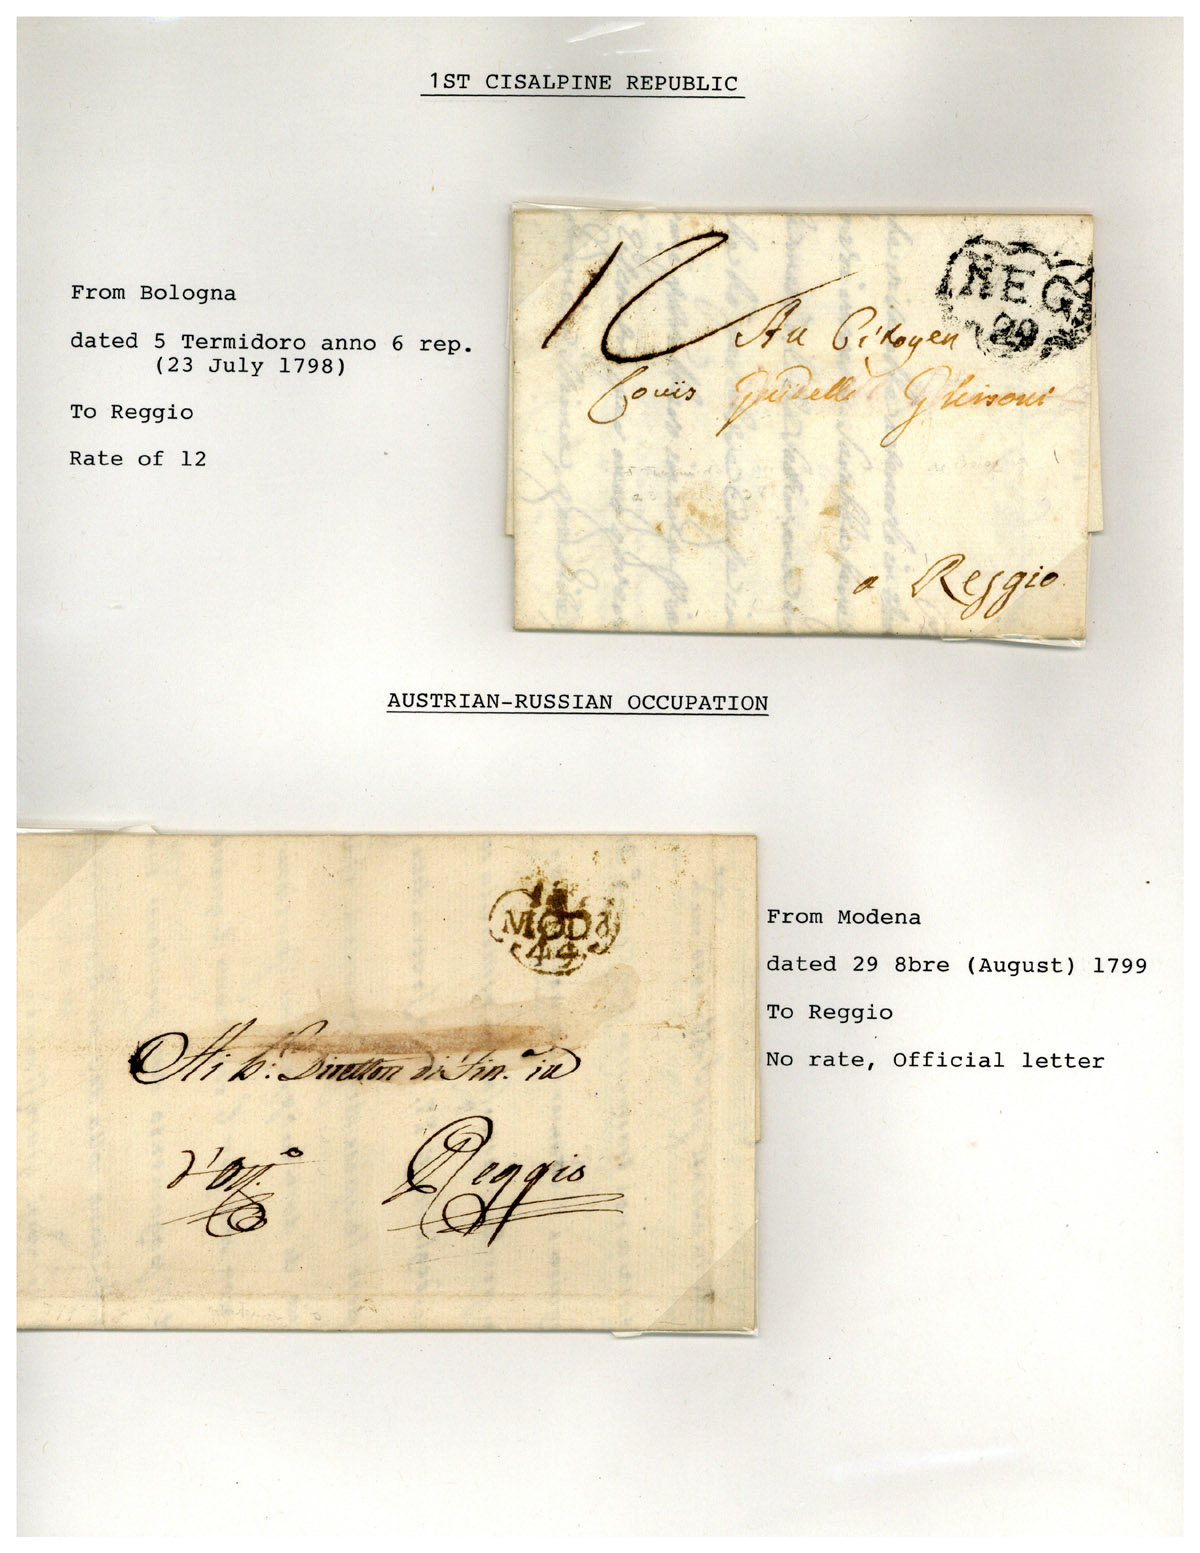 1ST CISALPINE REPUBLIC
From Bologna
dated 5 Termidoro anno 6 rep.
(23 July 1798)
To Reggio
Rate of 12
12
NEG
29
Au Citoyen
Louïs
a Reggio
AUSTRIAN-RUSSIAN OCCUPATION
MOD
44
From Modena
dated 29 8bre (August) 1799
To Reggio
No rate, Official letter
Reggio